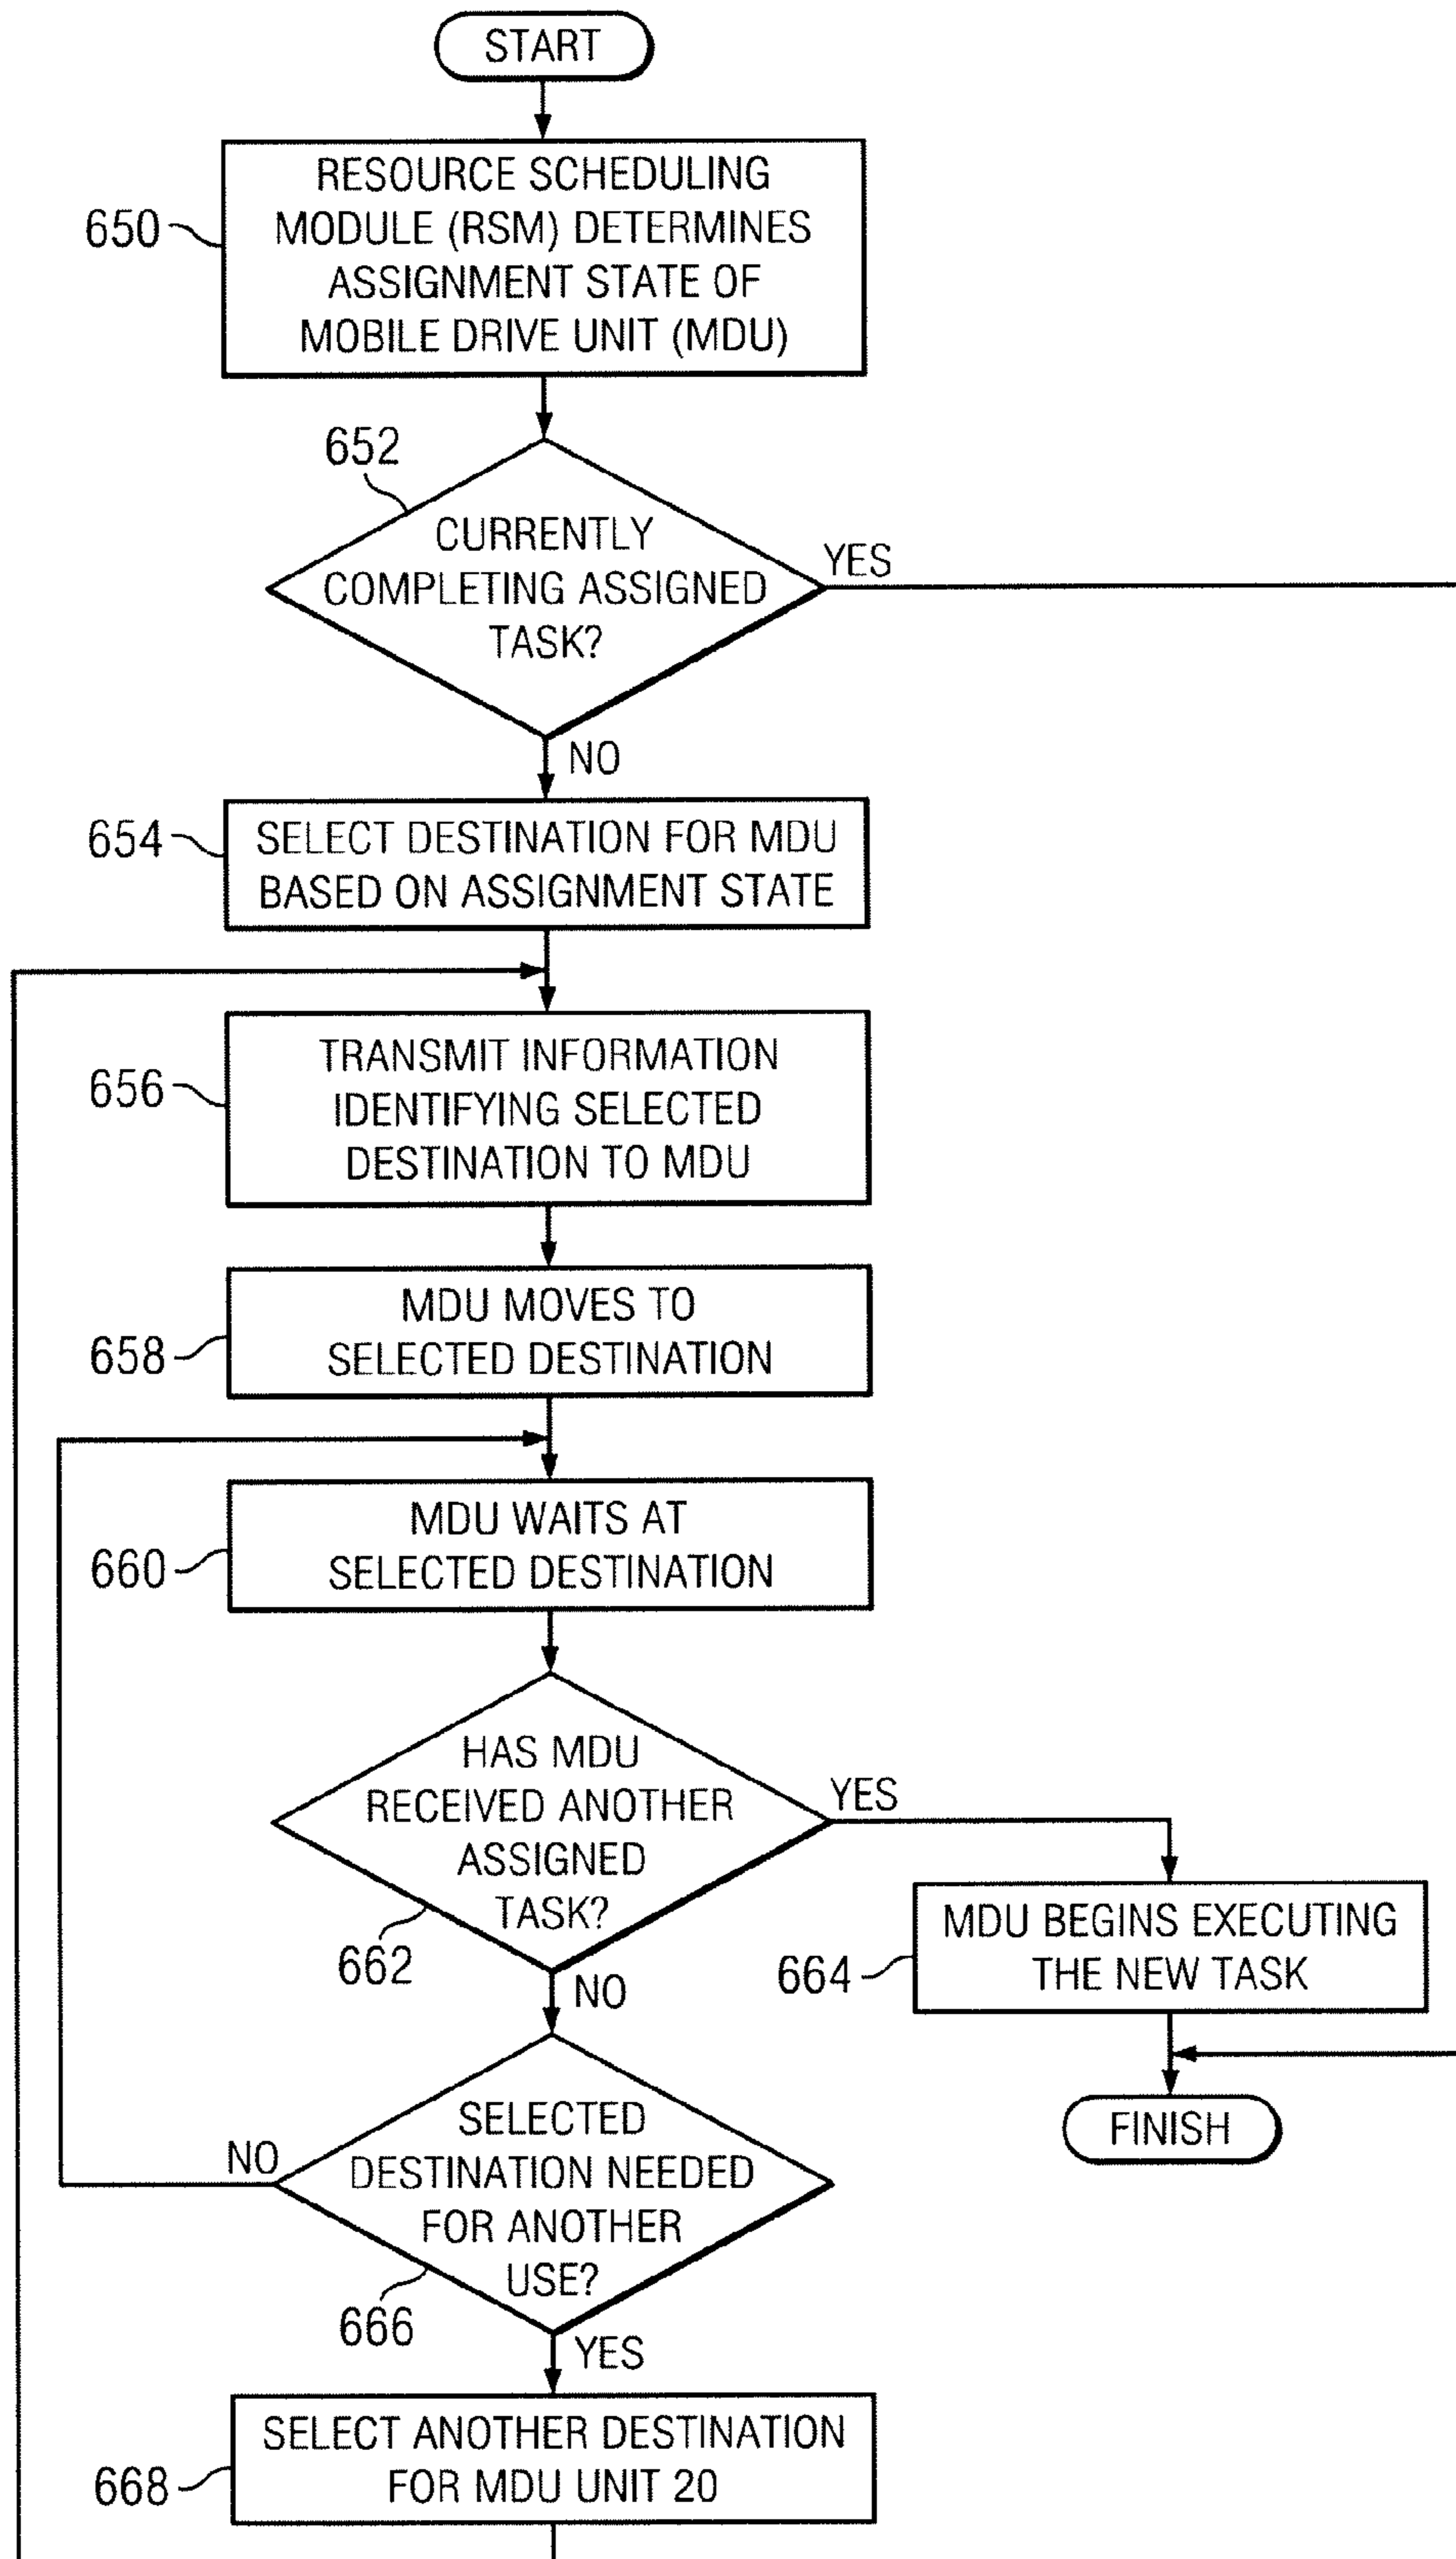 START
650
RESOURCE SCHEDULING
MODULE (RSM) DETERMINES
ASSIGNMENT STATE OF
MOBILE DRIVE UNIT (MDU)
652
CURRENTLY
COMPLETING ASSIGNED
TASK?
YES
NO
654
SELECT DESTINATION FOR MDU
BASED ON ASSIGNMENT STATE
656
TRANSMIT INFORMATION
IDENTIFYING SELECTED
DESTINATION TO MDU
658
MDU MOVES TO
SELECTED DESTINATION
660
MDU WAITS AT
SELECTED DESTINATION
HAS MDU
RECEIVED ANOTHER
ASSIGNED
TASK?
662
YES
NO
664
MDU BEGINS EXECUTING
THE NEW TASK
FINISH
SELECTED
DESTINATION NEEDED
FOR ANOTHER
USE?
666
NO
YES
668
SELECT ANOTHER DESTINATION
FOR MDU UNIT 20